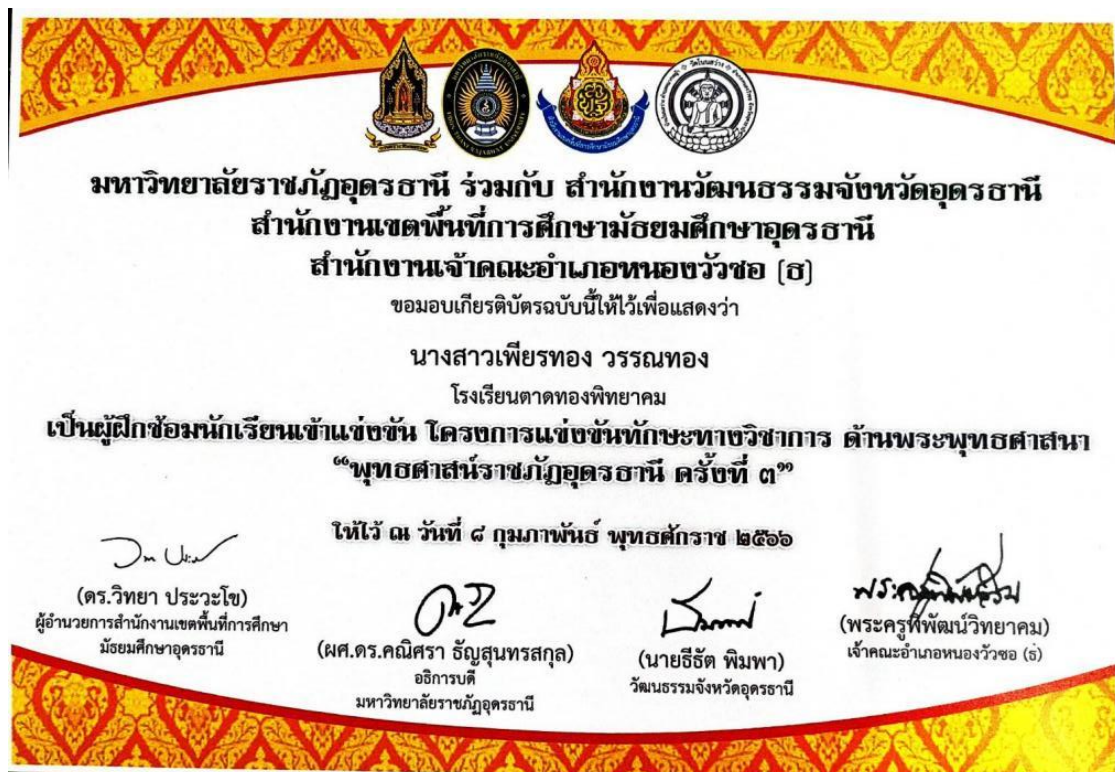 มหาวิทยาลัยราชภัฏอุดรธานี ร่วมกับ สำนักงานวัฒนธรรมจังหวัดอุดรธานี
สำนักงานเขตพื้นที่การศึกษามัธยมศึกษาอุดรธานี
สำนักงานเจ้าคณะอำเภอหนองวัวซอ (ธ)
ขอมอบเกียรติบัตรฉบับนี้ให้ไว้เพื่อแสดงว่า
นางสาวเพียรทอง วรรณทอง
โรงเรียนตาดทองพิทยาคม
เป็นผู้ฝึกซ้อมนักเรียนเข้าแข่งขัน โครงการแข่งขันทักษะทางวิชาการ ด้านพระพุทธศาสนา
“พุทธศาสน์ราชภัฏอุดรธานี ครั้งที่ ๓”
ให้ไว้ ณ วันที่ ๘ กุมภาพันธ์ พุทธศักราช ๒๕๖๖
(ดร.วิทยา ประวะโข)
ผู้อำนวยการสำนักงานเขตพื้นที่การศึกษา
มัธยมศึกษาอุดรธานี
(ผศ.ดร.คณิศรา ธัญสุนทรสกุล)
อธิการบดี
มหาวิทยาลัยราชภัฏอุดรธานี
(นายธีรัต พิมพา)
วัฒนธรรมจังหวัดอุดรธานี
(พระครูพิพัฒน์วิทยาคม)
เจ้าคณะอำเภอหนองวัวซอ (ธ)